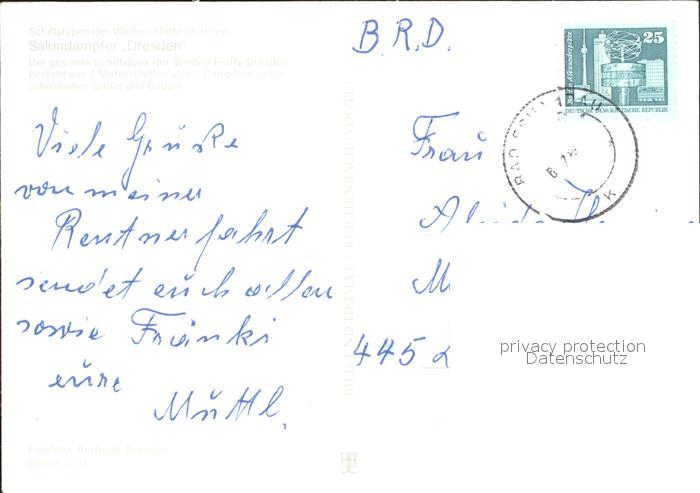 Schiffstypen der Weißen Flotte Dresden
Salondampfer „Dresden"
Der gesamte Schiffspark der Weißen Flotte Dresden
besteht aus 7 Motorschiffen und 9 Dampfern unter-
schiedlicher Größe und Bauart
Viele Grüße
von meiner
Rentnerfahrt
sendet euch allen
sowie Fränki
eure
Muttl.
Farbfoto: Berthold, Dresden
BILD UND HEIMAT · REICHENBACH
B.R.D.
25
Berlin, Alexanderplatz
DEUTSCHE DEMOKRATISCHE REPUBLIK
BAD
K
Frau
M
445
privacy protection
Datenschutz